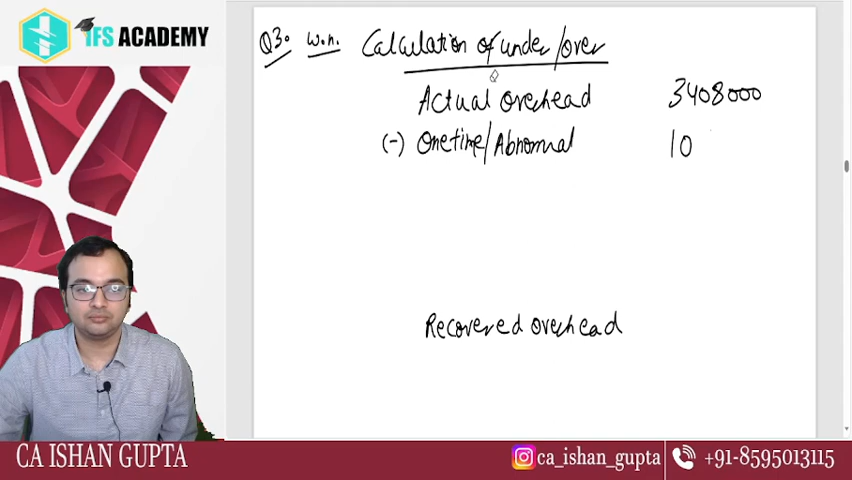 IFS ACADEMY
Q3. W.n. Calculation of under/over
Actual overhead 3408000
(-) Onetime/Abnormal 10
Recovered overhead
CA ISHAN GUPTA
ca_ishan_gupta
+91-8595013115